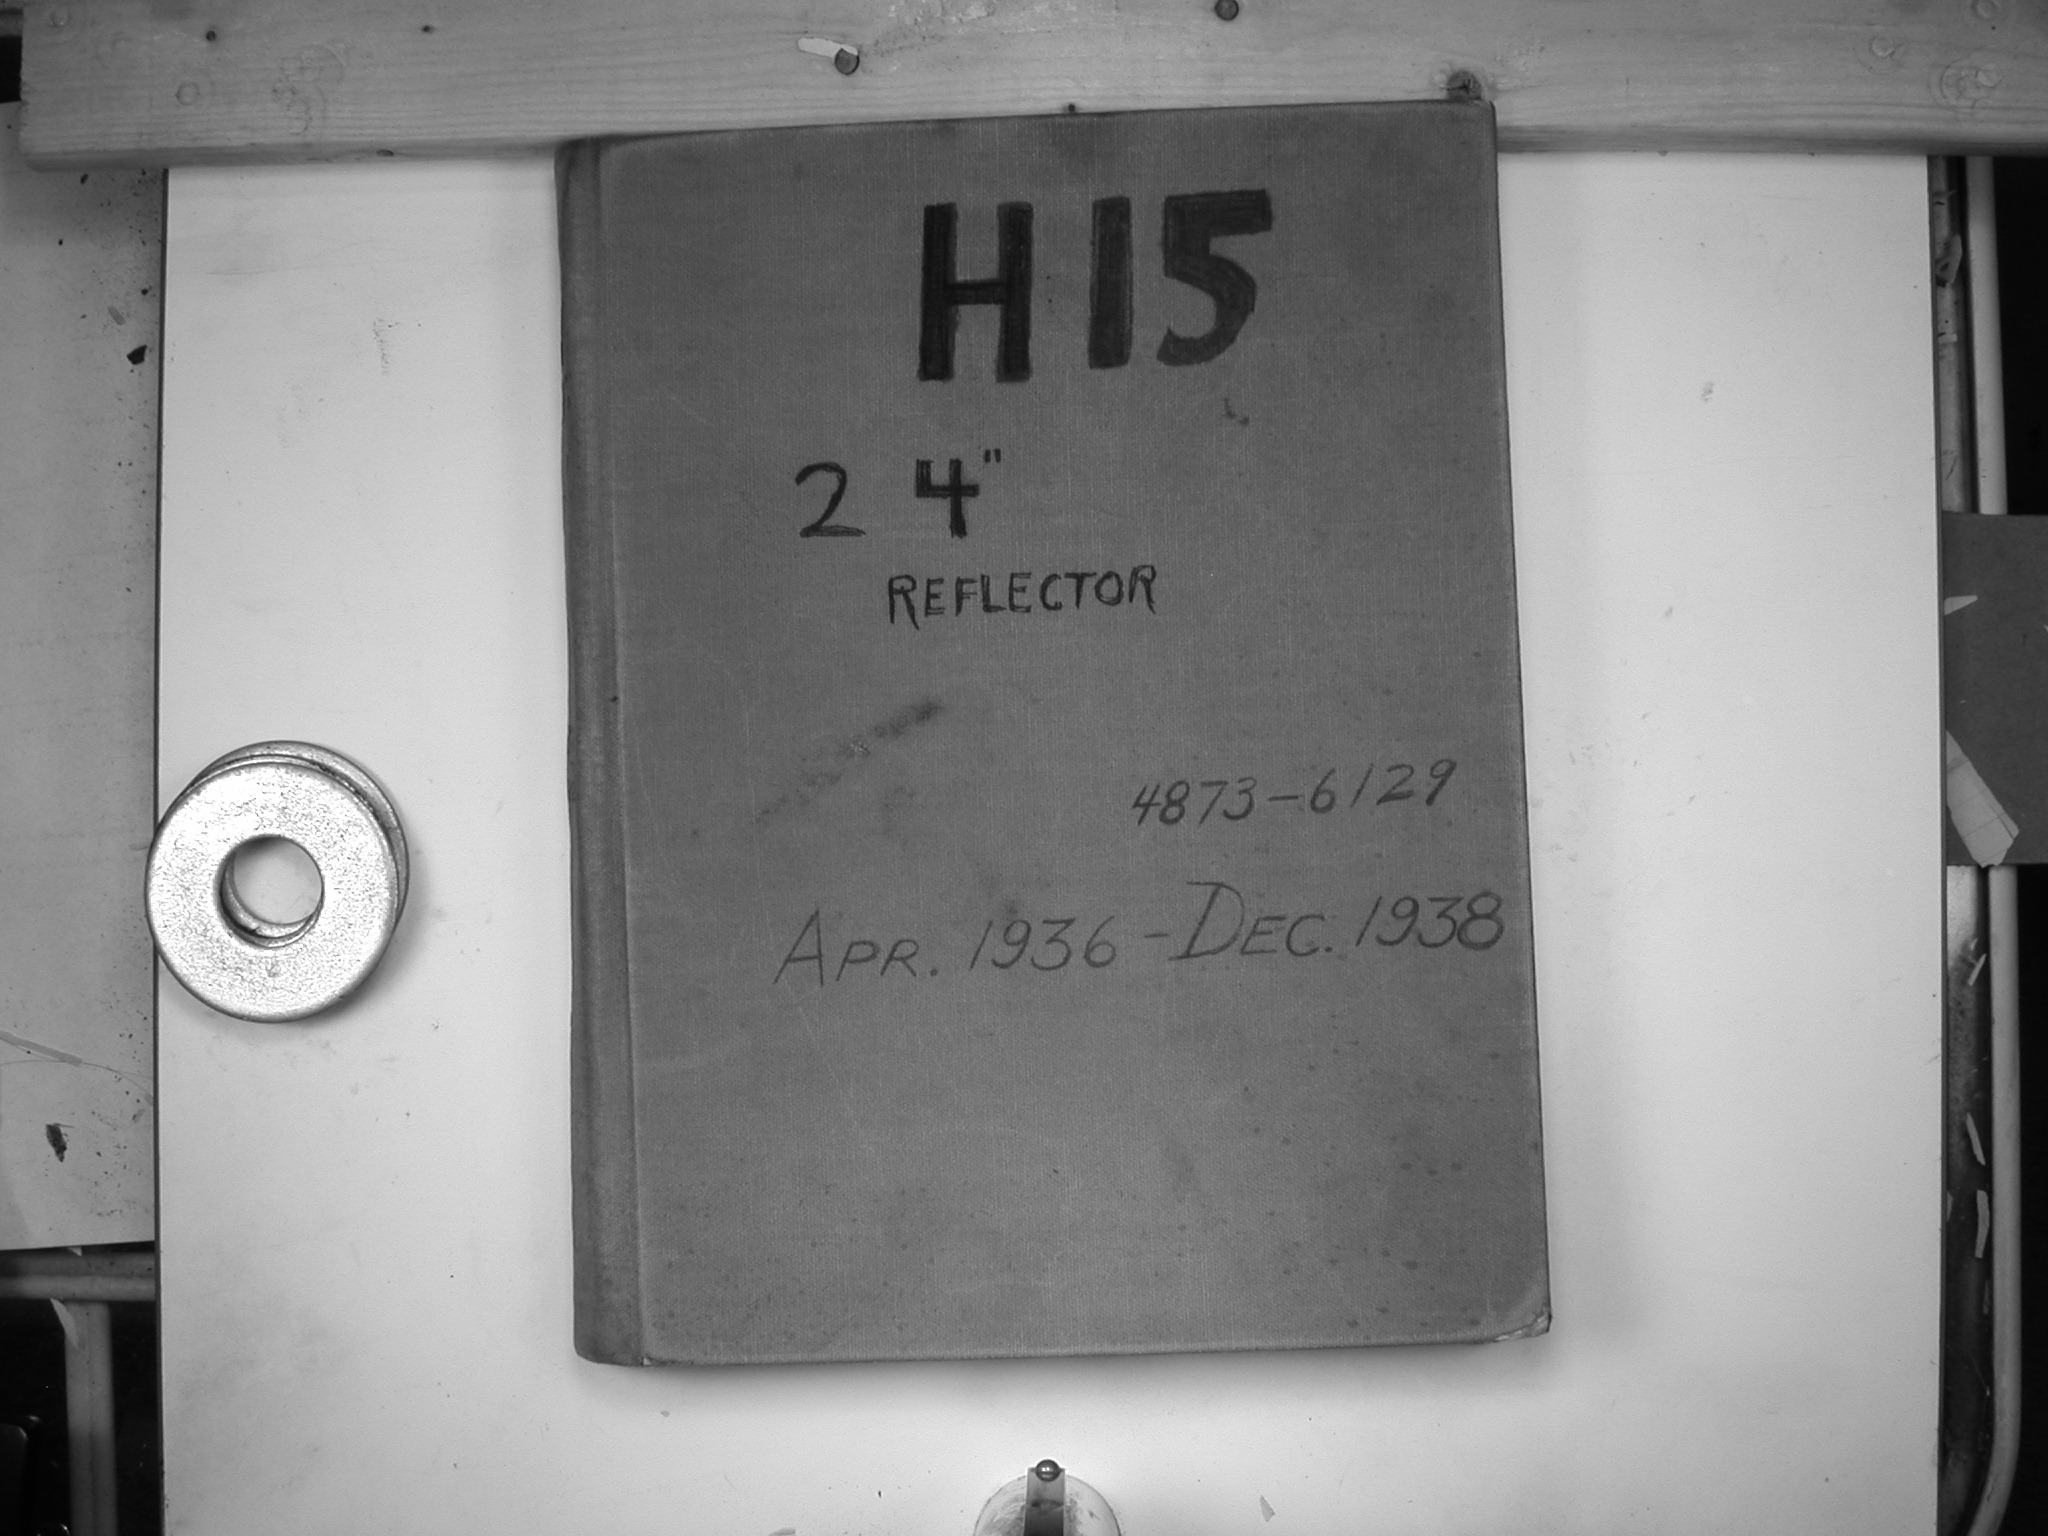 H15
24"
REFLECTOR
4873-6129
APR. 1936 - DEC. 1938